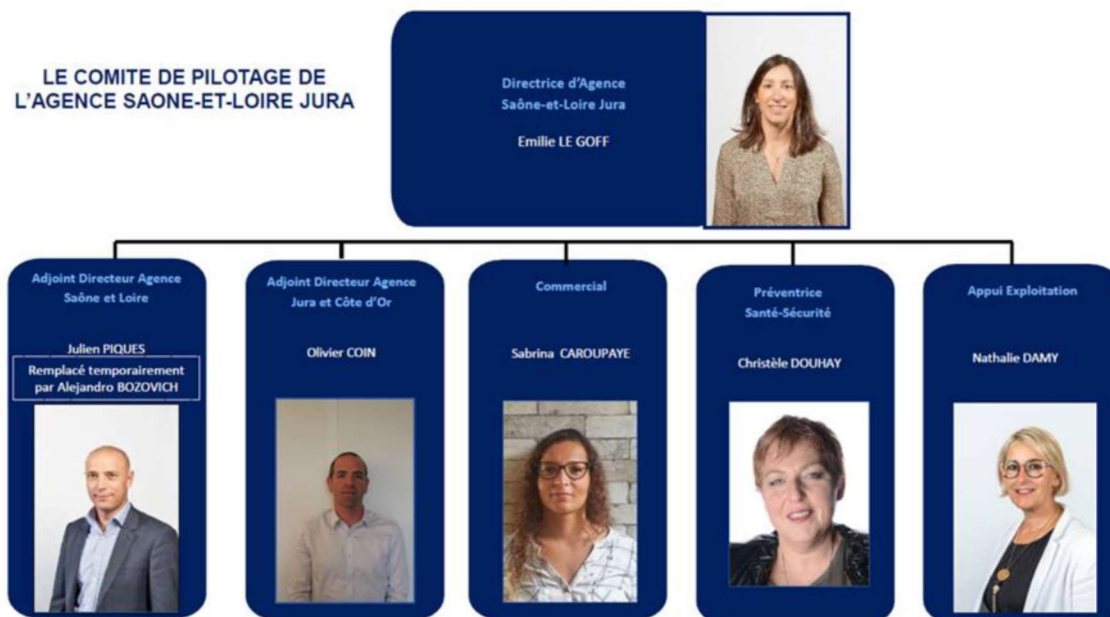 LE COMITE DE PILOTAGE DE
L'AGENCE SAONE-ET-LOIRE JURA
Directrice d'Agence
Saône-et-Loire Jura
Emilie LE GOFF
Adjoint Directeur Agence
Saône et Loire
Julien PIQUES
Remplacé temporairement
par Alejandro BOZOVICH
Adjoint Directeur Agence
Jura et Côte d'Or
Olivier COIN
Commercial
Sabrina CAROUPAYE
Préventrice
Santé-Sécurité
Christèle DOUHAY
Appui Exploitation
Nathalie DAMY